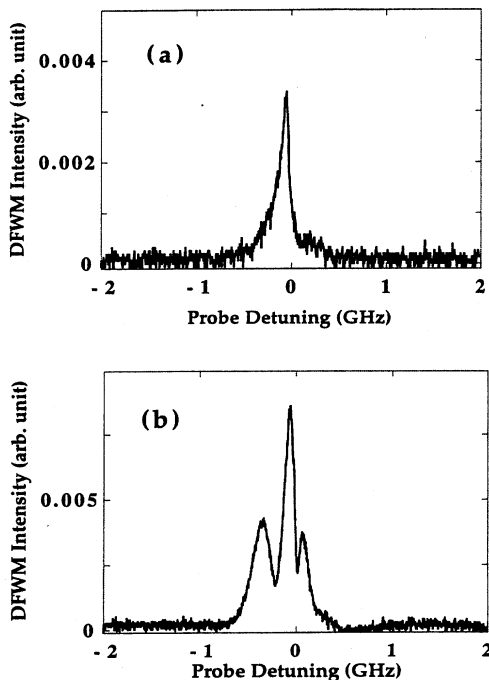 DFWM Intensity (arb. unit)
(a)
0.004
0.002
0
- 2
- 1
0
1
2
Probe Detuning (GHz)
DFWM Intensity (arb. unit)
(b)
0.005
0
- 2
- 1
0
1
2
Probe Detuning (GHz)